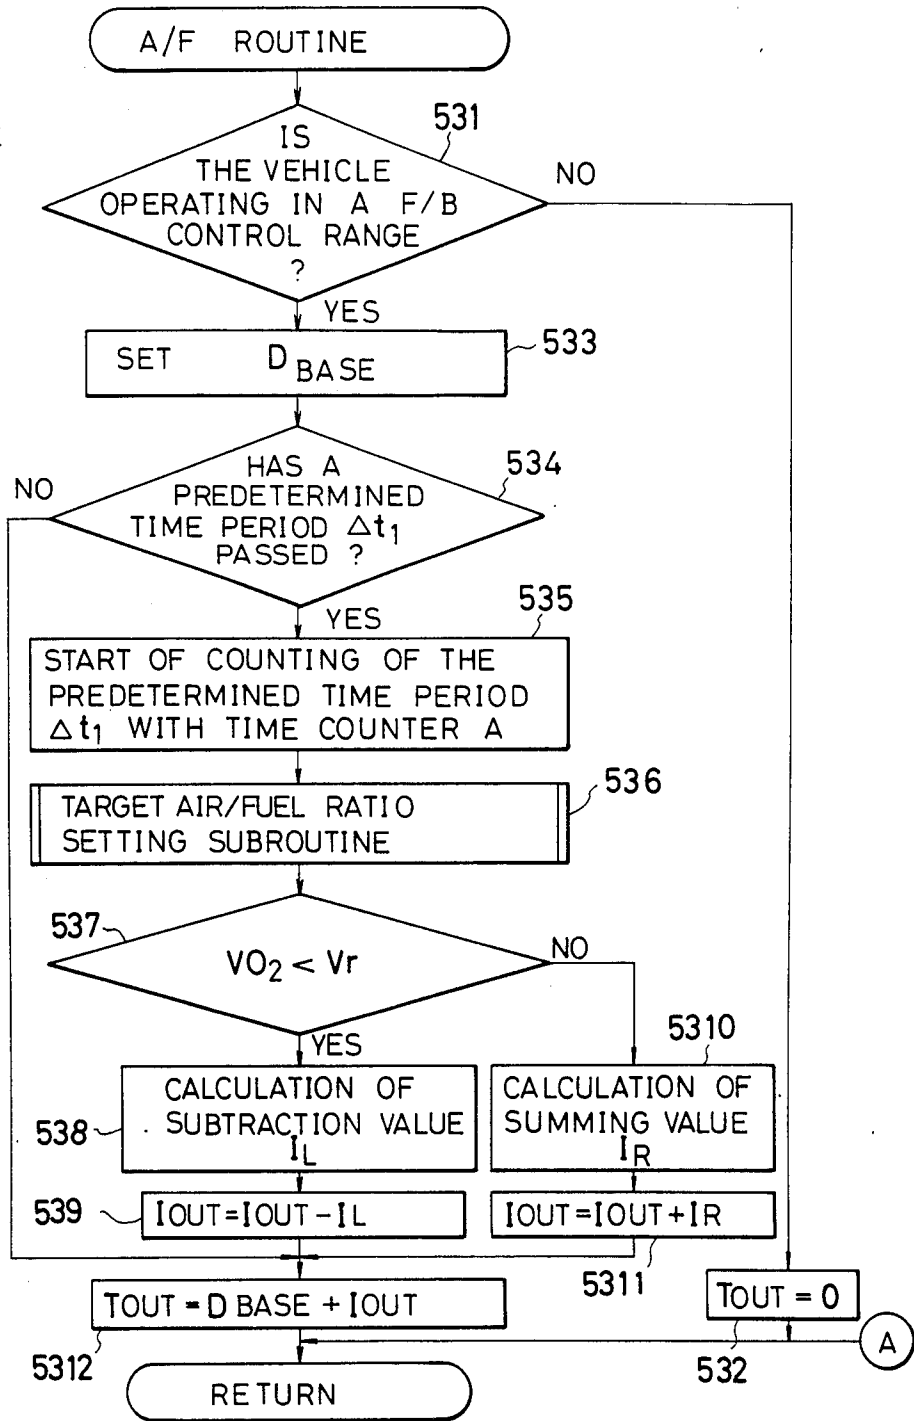 A/F ROUTINE
531
IS
THE VEHICLE
OPERATING IN A F/B
CONTROL RANGE
?
NO
YES
533
SET DBASE
534
HAS A
PREDETERMINED
TIME PERIOD Δt1
PASSED ?
NO
YES
535
START OF COUNTING OF THE
PREDETERMINED TIME PERIOD
Δt1 WITH TIME COUNTER A
536
TARGET AIR/FUEL RATIO
SETTING SUBROUTINE
537
VO2 < Vr
NO
YES
538
CALCULATION OF
SUBTRACTION VALUE
IL
5310
CALCULATION OF
SUMMING VALUE
IR
539
IOUT=IOUT-IL
IOUT=IOUT+IR
5311
TOUT=DBASE+IOUT
5312
TOUT=0
532
A
RETURN